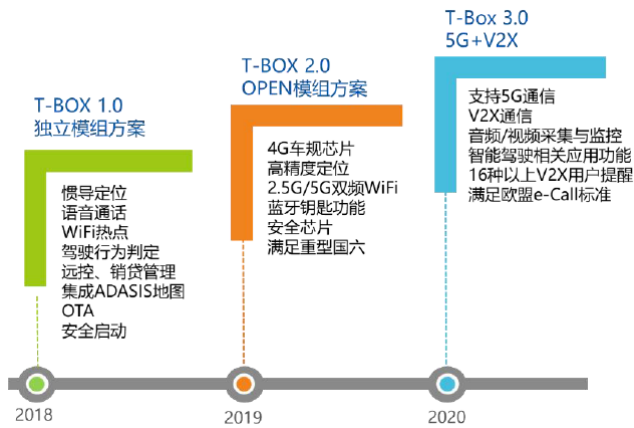 T-BOX 1.0
独立模组方案
惯导定位
语音通话
WiFi热点
驾驶行为判定
远控、销贷管理
集成ADASIS地图
OTA
安全启动
2018
T-BOX 2.0
OPEN模组方案
4G车规芯片
高精度定位
2.5G/5G双频WiFi
蓝牙钥匙功能
安全芯片
满足重型国六
2019
T-Box 3.0
5G+V2X
支持5G通信
V2X通信
音频/视频采集与监控
智能驾驶相关应用功能
16种以上V2X用户提醒
满足欧盟e-Call标准
2020